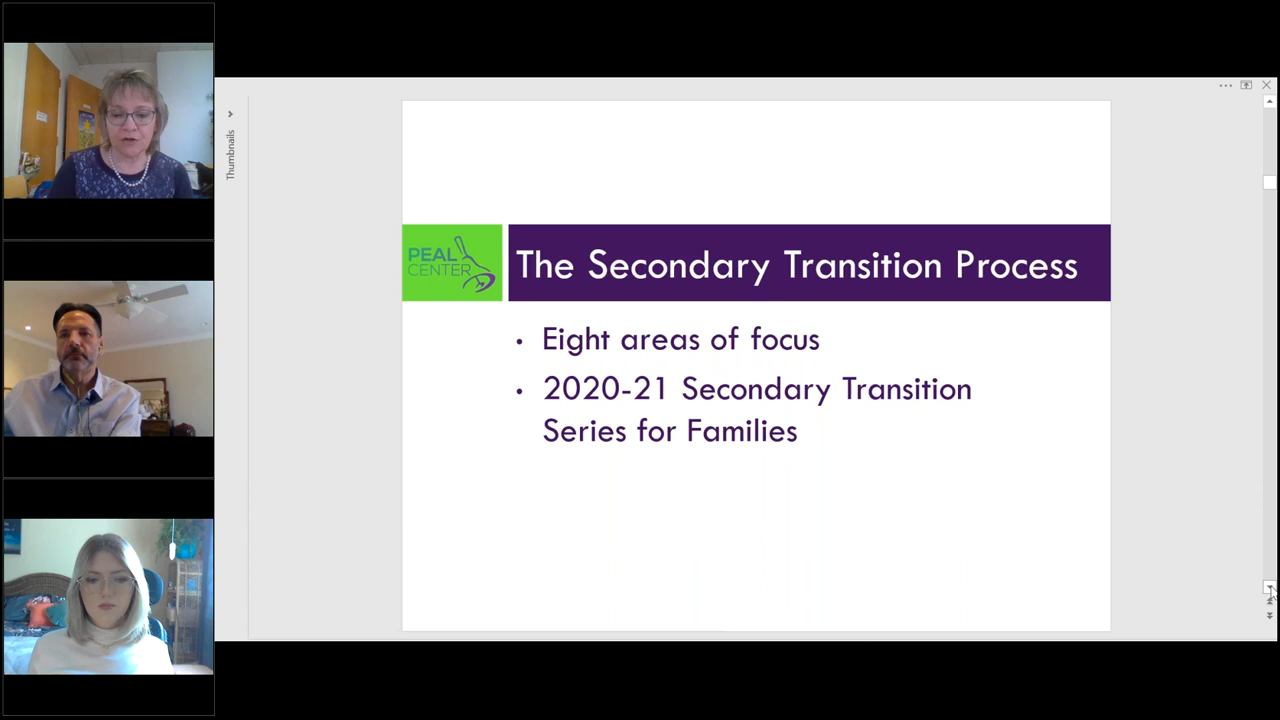 Thumbnails
PEAL
CENTER
The Secondary Transition Process
• Eight areas of focus
• 2020-21 Secondary Transition
Series for Families